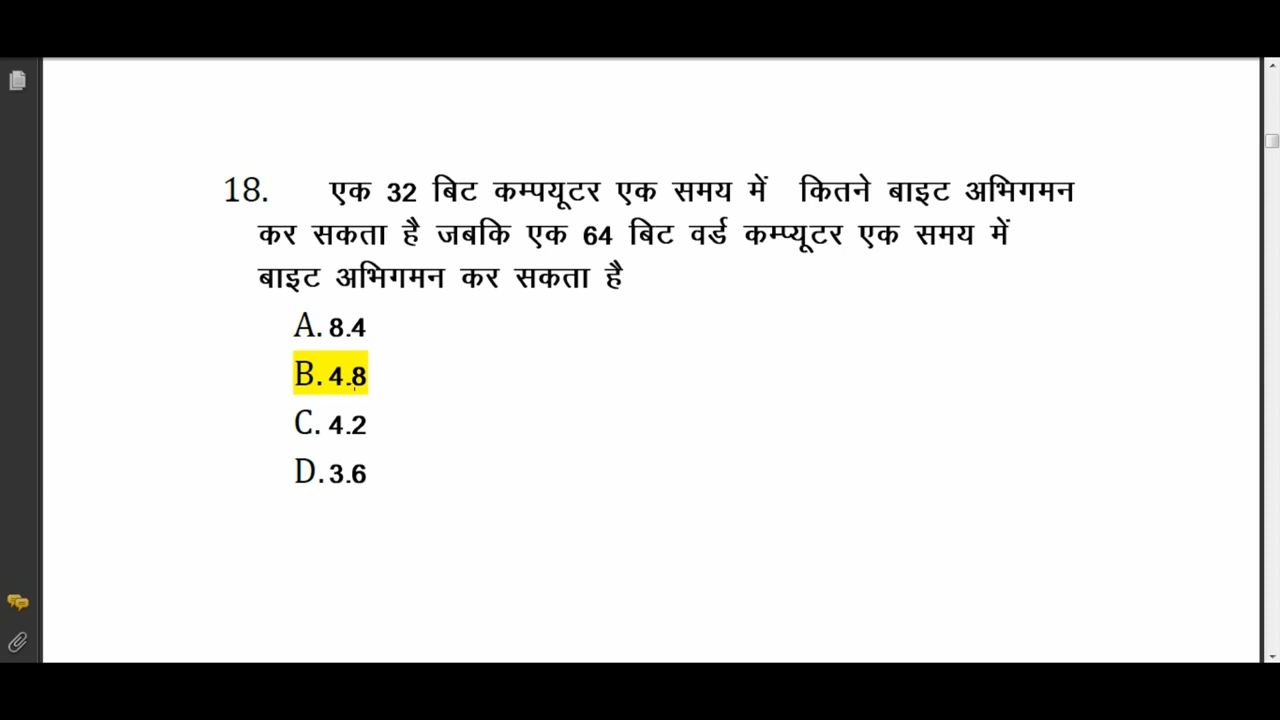 18. एक 32 बिट कम्पयूटर एक समय में कितने बाइट अभिगमन
कर सकता है जबकि एक 64 बिट वर्ड कम्प्यूटर एक समय में
बाइट अभिगमन कर सकता है
A. 8.4
B. 4.8
C. 4.2
D. 3.6